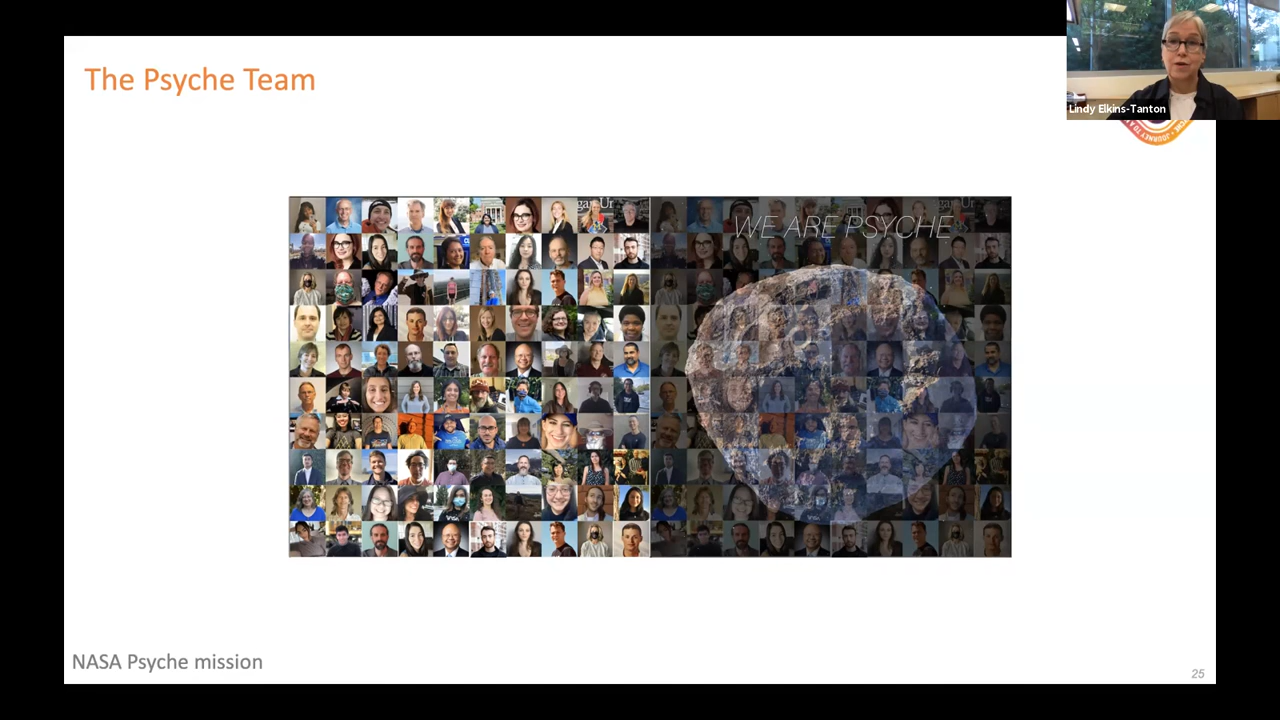 The Psyche Team
Lindy Elkins-Tanton
WE ARE PSYCHE
NASA Psyche mission
25